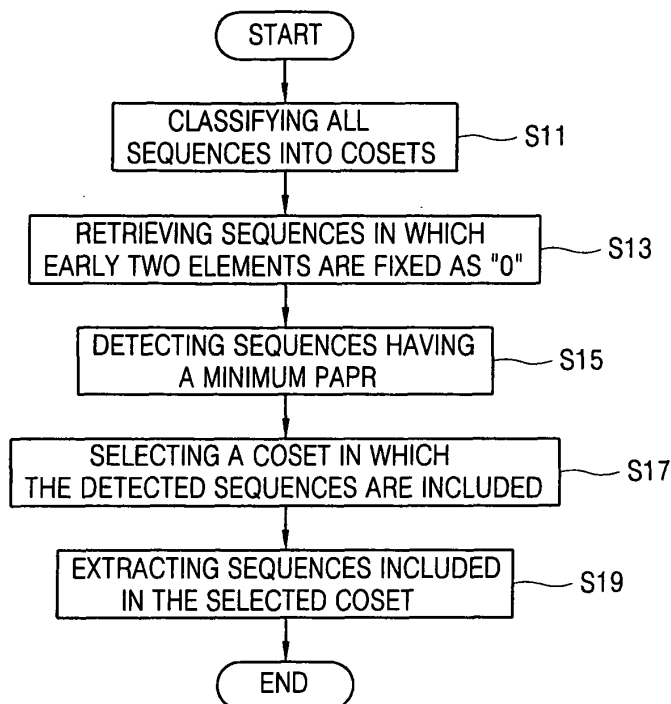 START
CLASSIFYING ALL
SEQUENCES INTO COSETS
S11
RETRIEVING SEQUENCES IN WHICH
EARLY TWO ELEMENTS ARE FIXED AS "0"
S13
DETECTING SEQUENCES HAVING
A MINIMUM PAPR
S15
SELECTING A COSET IN WHICH
THE DETECTED SEQUENCES ARE INCLUDED
S17
EXTRACTING SEQUENCES INCLUDED
IN THE SELECTED COSET
S19
END